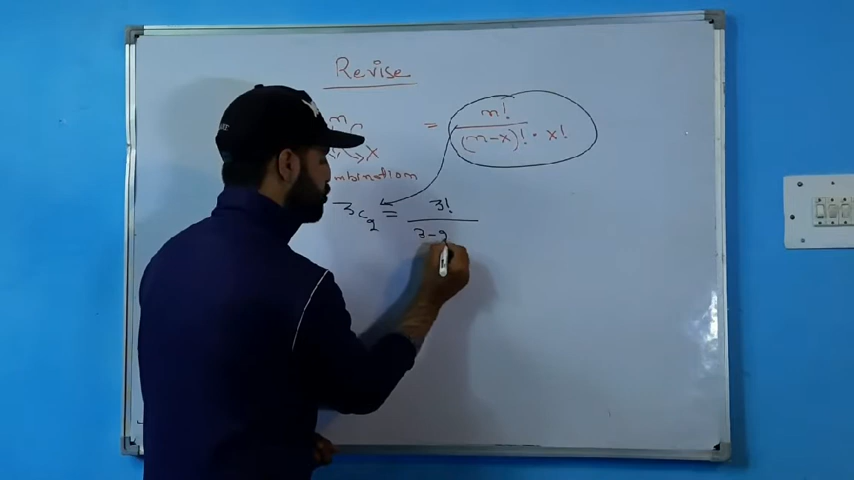 Revise
n
C
x
= n! / (n-x)! · x!
mbination
3c2 = 3! / 3-2